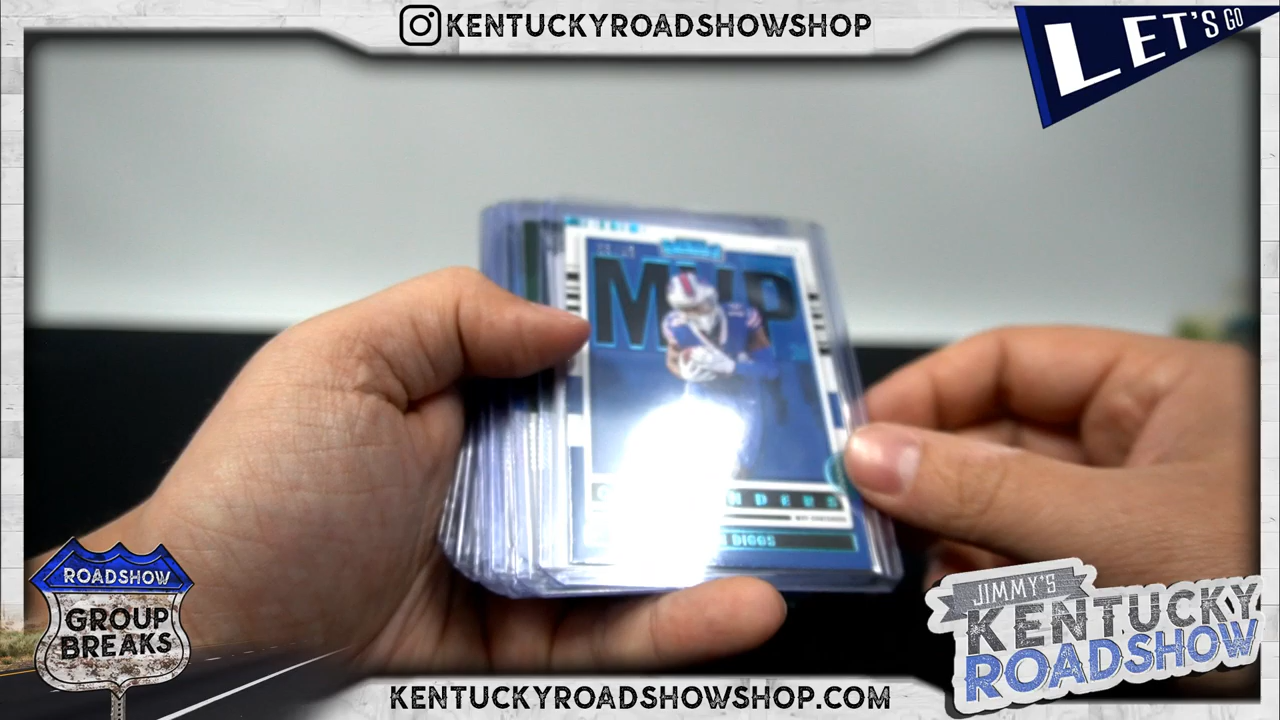 KENTUCKYROADSHOWSHOP
LET'S GO
MVP
DIGGS
ROADSHOW
GROUP
BREAKS
JIMMY'S
KENTUCKY
ROADSHOW
KENTUCKYROADSHOWSHOP.COM